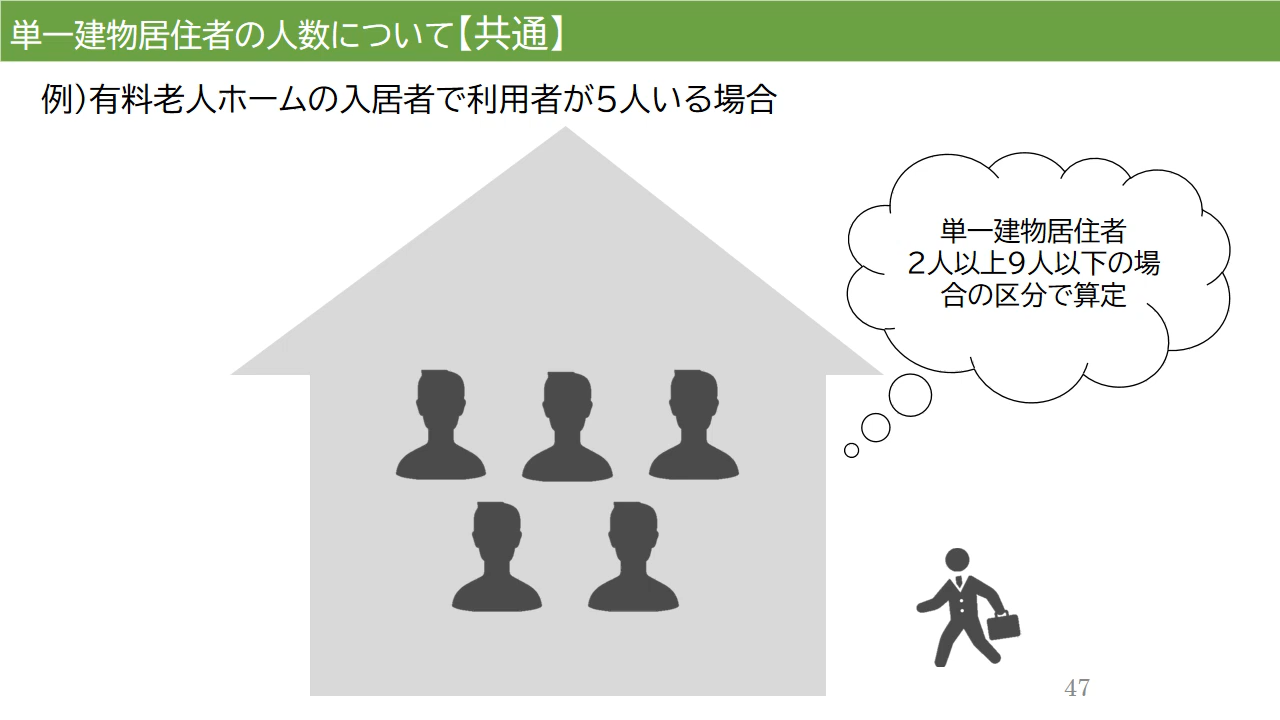 単一建物居住者の人数について【共通】
例）有料老人ホームの入居者で利用者が５人いる場合
単一建物居住者
２人以上９人以下の場
合の区分で算定
47